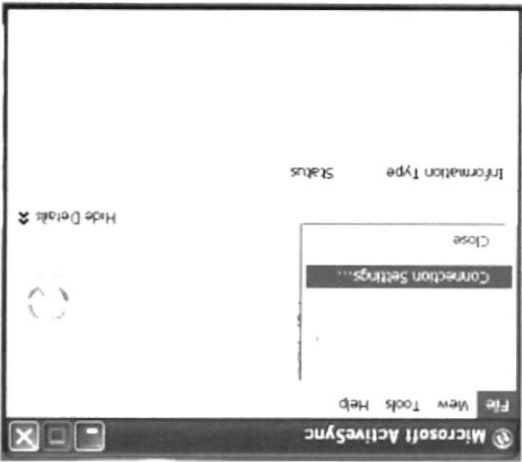 Microsoft ActiveSync
File View Tools Help
Connection Settings...
Close
Hide Details
Information Type Status